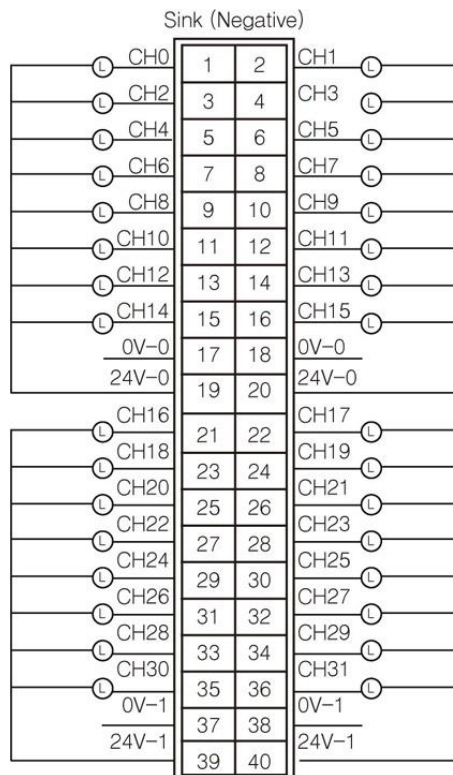 Sink (Negative)
L CH0 1 2 CH1 L
L CH2 3 4 CH3 L
L CH4 5 6 CH5 L
L CH6 7 8 CH7 L
L CH8 9 10 CH9 L
L CH10 11 12 CH11 L
L CH12 13 14 CH13 L
L CH14 15 16 CH15 L
0V-0 17 18 0V-0
24V-0 19 20 24V-0
L CH16 21 22 CH17 L
L CH18 23 24 CH19 L
L CH20 25 26 CH21 L
L CH22 27 28 CH23 L
L CH24 29 30 CH25 L
L CH26 31 32 CH27 L
L CH28 33 34 CH29 L
L CH30 35 36 CH31 L
0V-1 37 38 0V-1
24V-1 39 40 24V-1